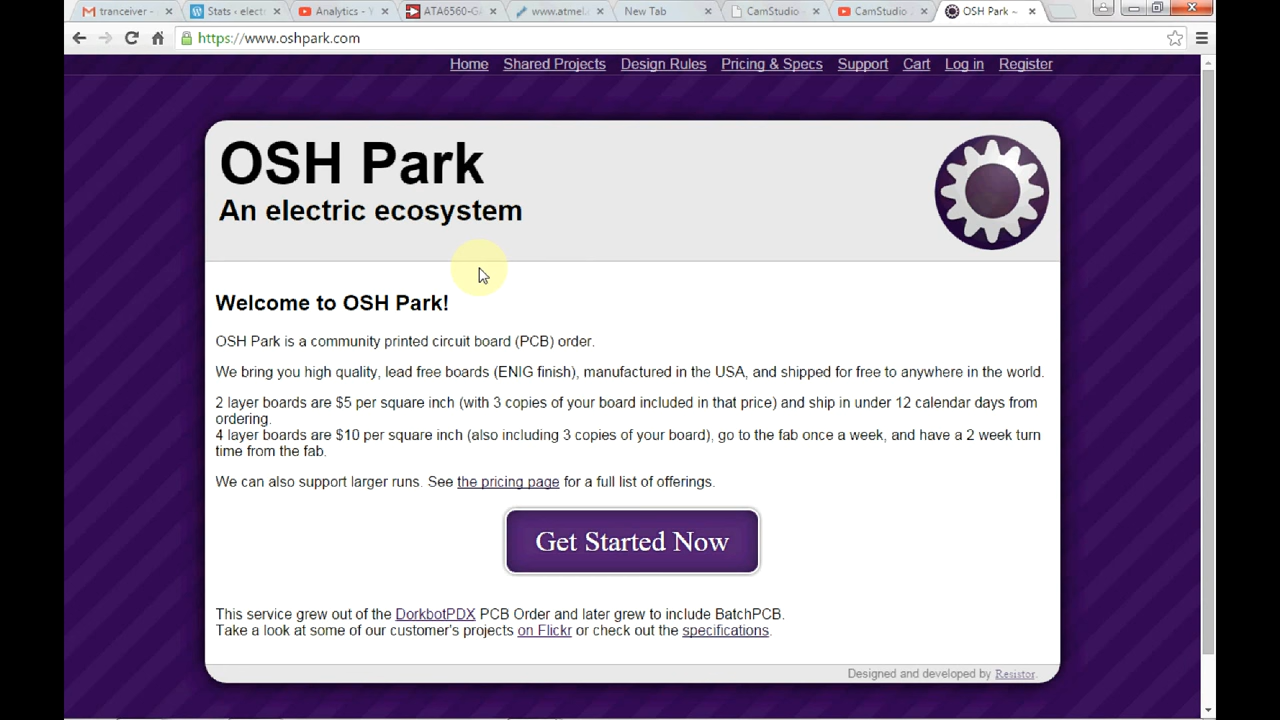 tranceiver -
Stats ‹ electr
Analytics - Y
ATA6560-GA
www.atmel
New Tab
CamStudio
CamStudio
OSH Park ~
https://www.oshpark.com
Home Shared Projects Design Rules Pricing & Specs Support Cart Log in Register
OSH Park
An electric ecosystem
Welcome to OSH Park!
OSH Park is a community printed circuit board (PCB) order.
We bring you high quality, lead free boards (ENIG finish), manufactured in the USA, and shipped for free to anywhere in the world.
2 layer boards are $5 per square inch (with 3 copies of your board included in that price) and ship in under 12 calendar days from
ordering.
4 layer boards are $10 per square inch (also including 3 copies of your board), go to the fab once a week, and have a 2 week turn
time from the fab.
We can also support larger runs. See the pricing page for a full list of offerings.
Get Started Now
This service grew out of the DorkbotPDX PCB Order and later grew to include BatchPCB.
Take a look at some of our customer's projects on Flickr or check out the specifications.
Designed and developed by Resistor.